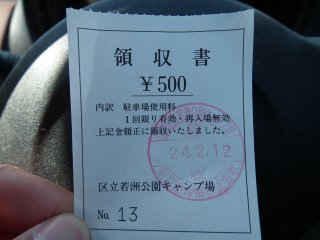 領収書
￥500
内訳 駐車場使用料
1回限り有効・再入場無効
上記金額正に領収いたしました。
24.2.12
区立若洲公園キャンプ場
No. 13